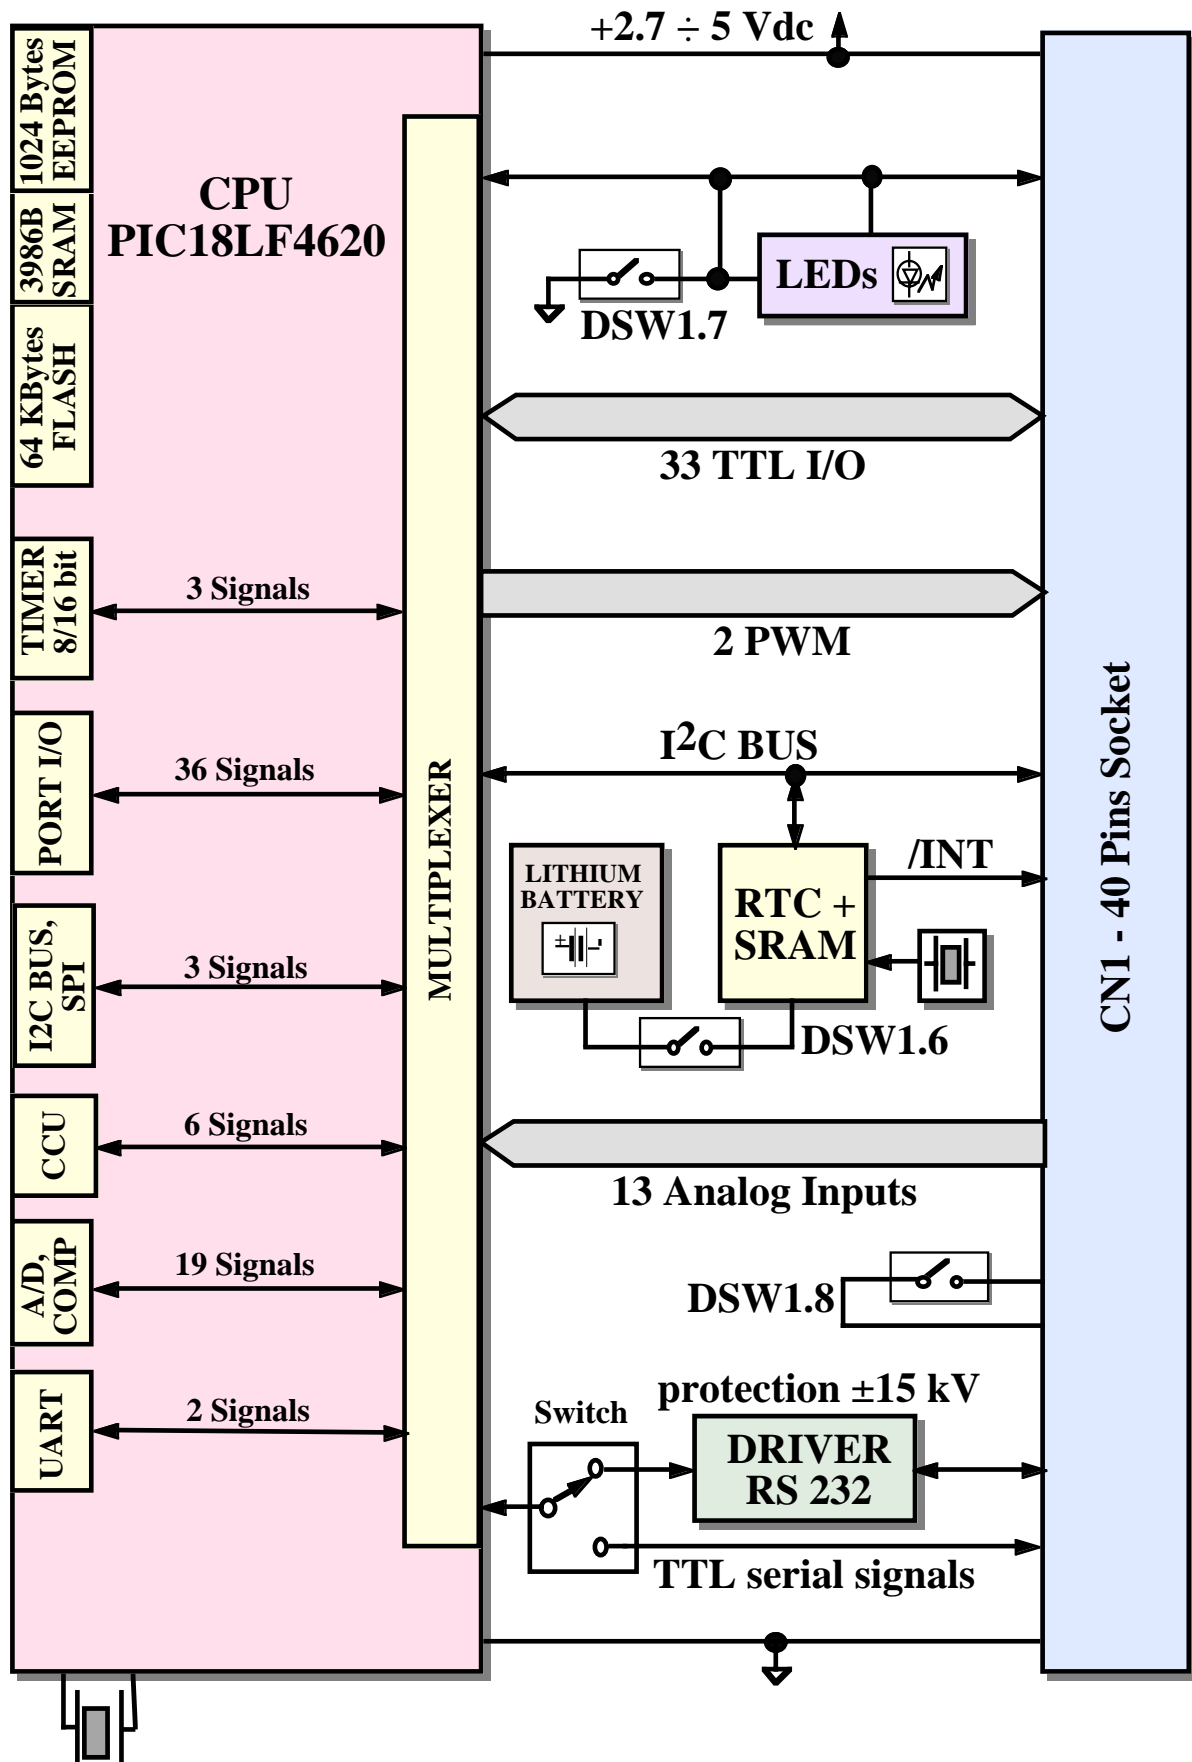 +2.7 ÷ 5 Vdc
1024 Bytes
EEPROM
3986B
SRAM
64 KBytes
FLASH
CPU
PIC18LF4620
TIMER
8/16 bit
3 Signals
PORT I/O
36 Signals
I2C BUS,
SPI
3 Signals
CCU
6 Signals
A/D,
COMP
19 Signals
UART
2 Signals
MULTIPLEXER
LEDs
DSW1.7
33 TTL I/O
2 PWM
I²C BUS
LITHIUM
BATTERY
RTC +
SRAM
/INT
DSW1.6
13 Analog Inputs
DSW1.8
protection ±15 kV
Switch
DRIVER
RS 232
TTL serial signals
CN1 - 40 Pins Socket